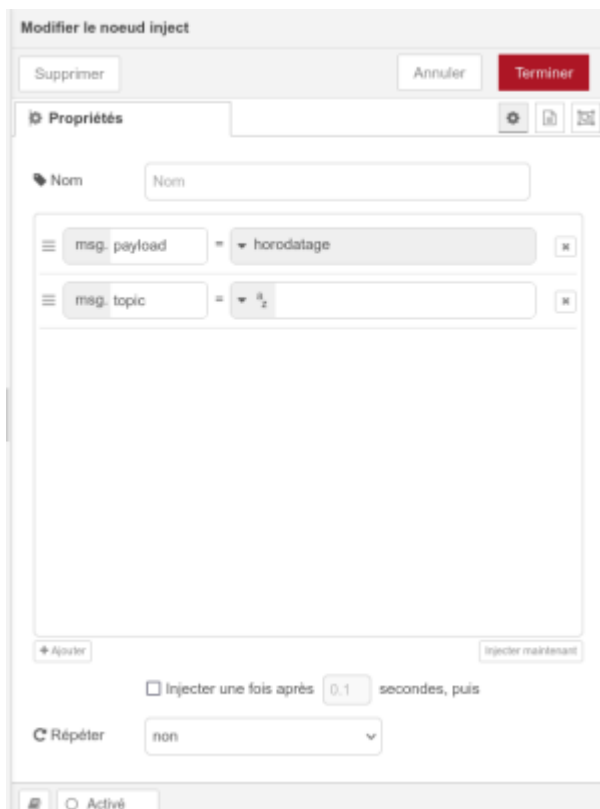 Modifier le noeud inject
Supprimer Annuler Terminer
Propriétés
Nom Nom
msg. payload = horodatage
msg. topic = a z
Ajouter Injecter maintenant
Injecter une fois après 0.1 secondes, puis
Répéter non
Activé